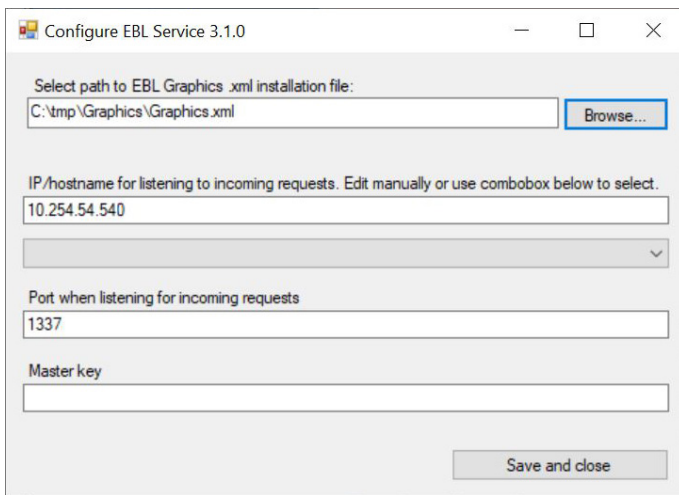 Configure EBL Service 3.1.0
Select path to EBL Graphics .xml installation file:
C:\tmp\Graphics\Graphics.xml
Browse...
IP/hostname for listening to incoming requests. Edit manually or use combobox below to select.
10.254.54.540
Port when listening for incoming requests
1337
Master key
Save and close